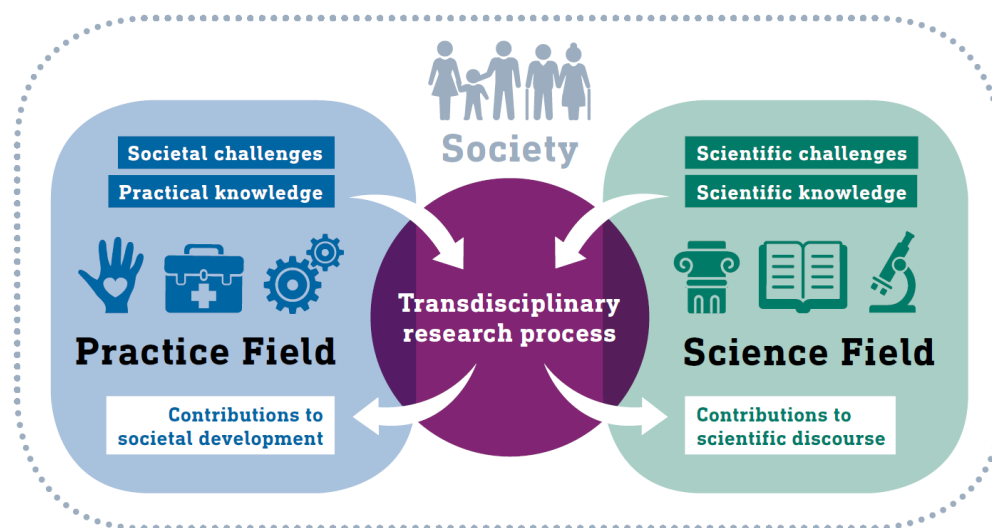 Society
Societal challenges
Practical knowledge
Practice Field
Contributions to
societal development
Transdisciplinary
research process
Scientific challenges
Scientific knowledge
Science Field
Contributions to
scientific discourse